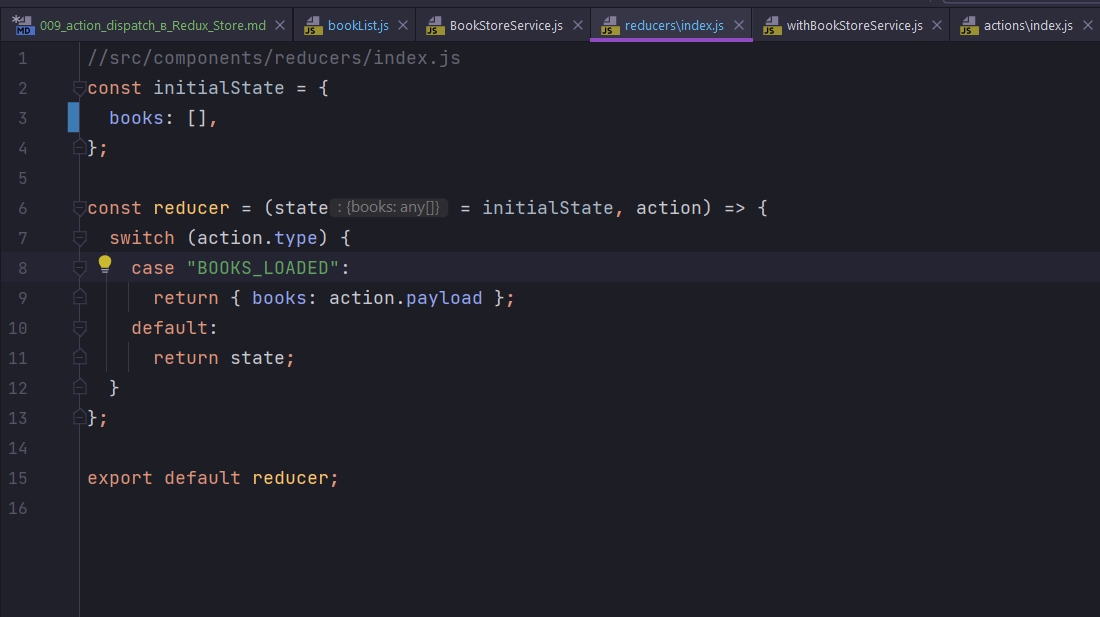 MD 009_action_dispatch_в_Redux_Store.md JS bookList.js JS BookStoreService.js JS reducers\index.js JS withBookStoreService.js JS actions\index.js
1 //src/components/reducers/index.js
2 const initialState = {
3 books: [],
4 };
5
6 const reducer = (state : {books: any[]} = initialState, action) => {
7 switch (action.type) {
8 case "BOOKS_LOADED":
9 return { books: action.payload };
10 default:
11 return state;
12 }
13 };
14
15 export default reducer;
16